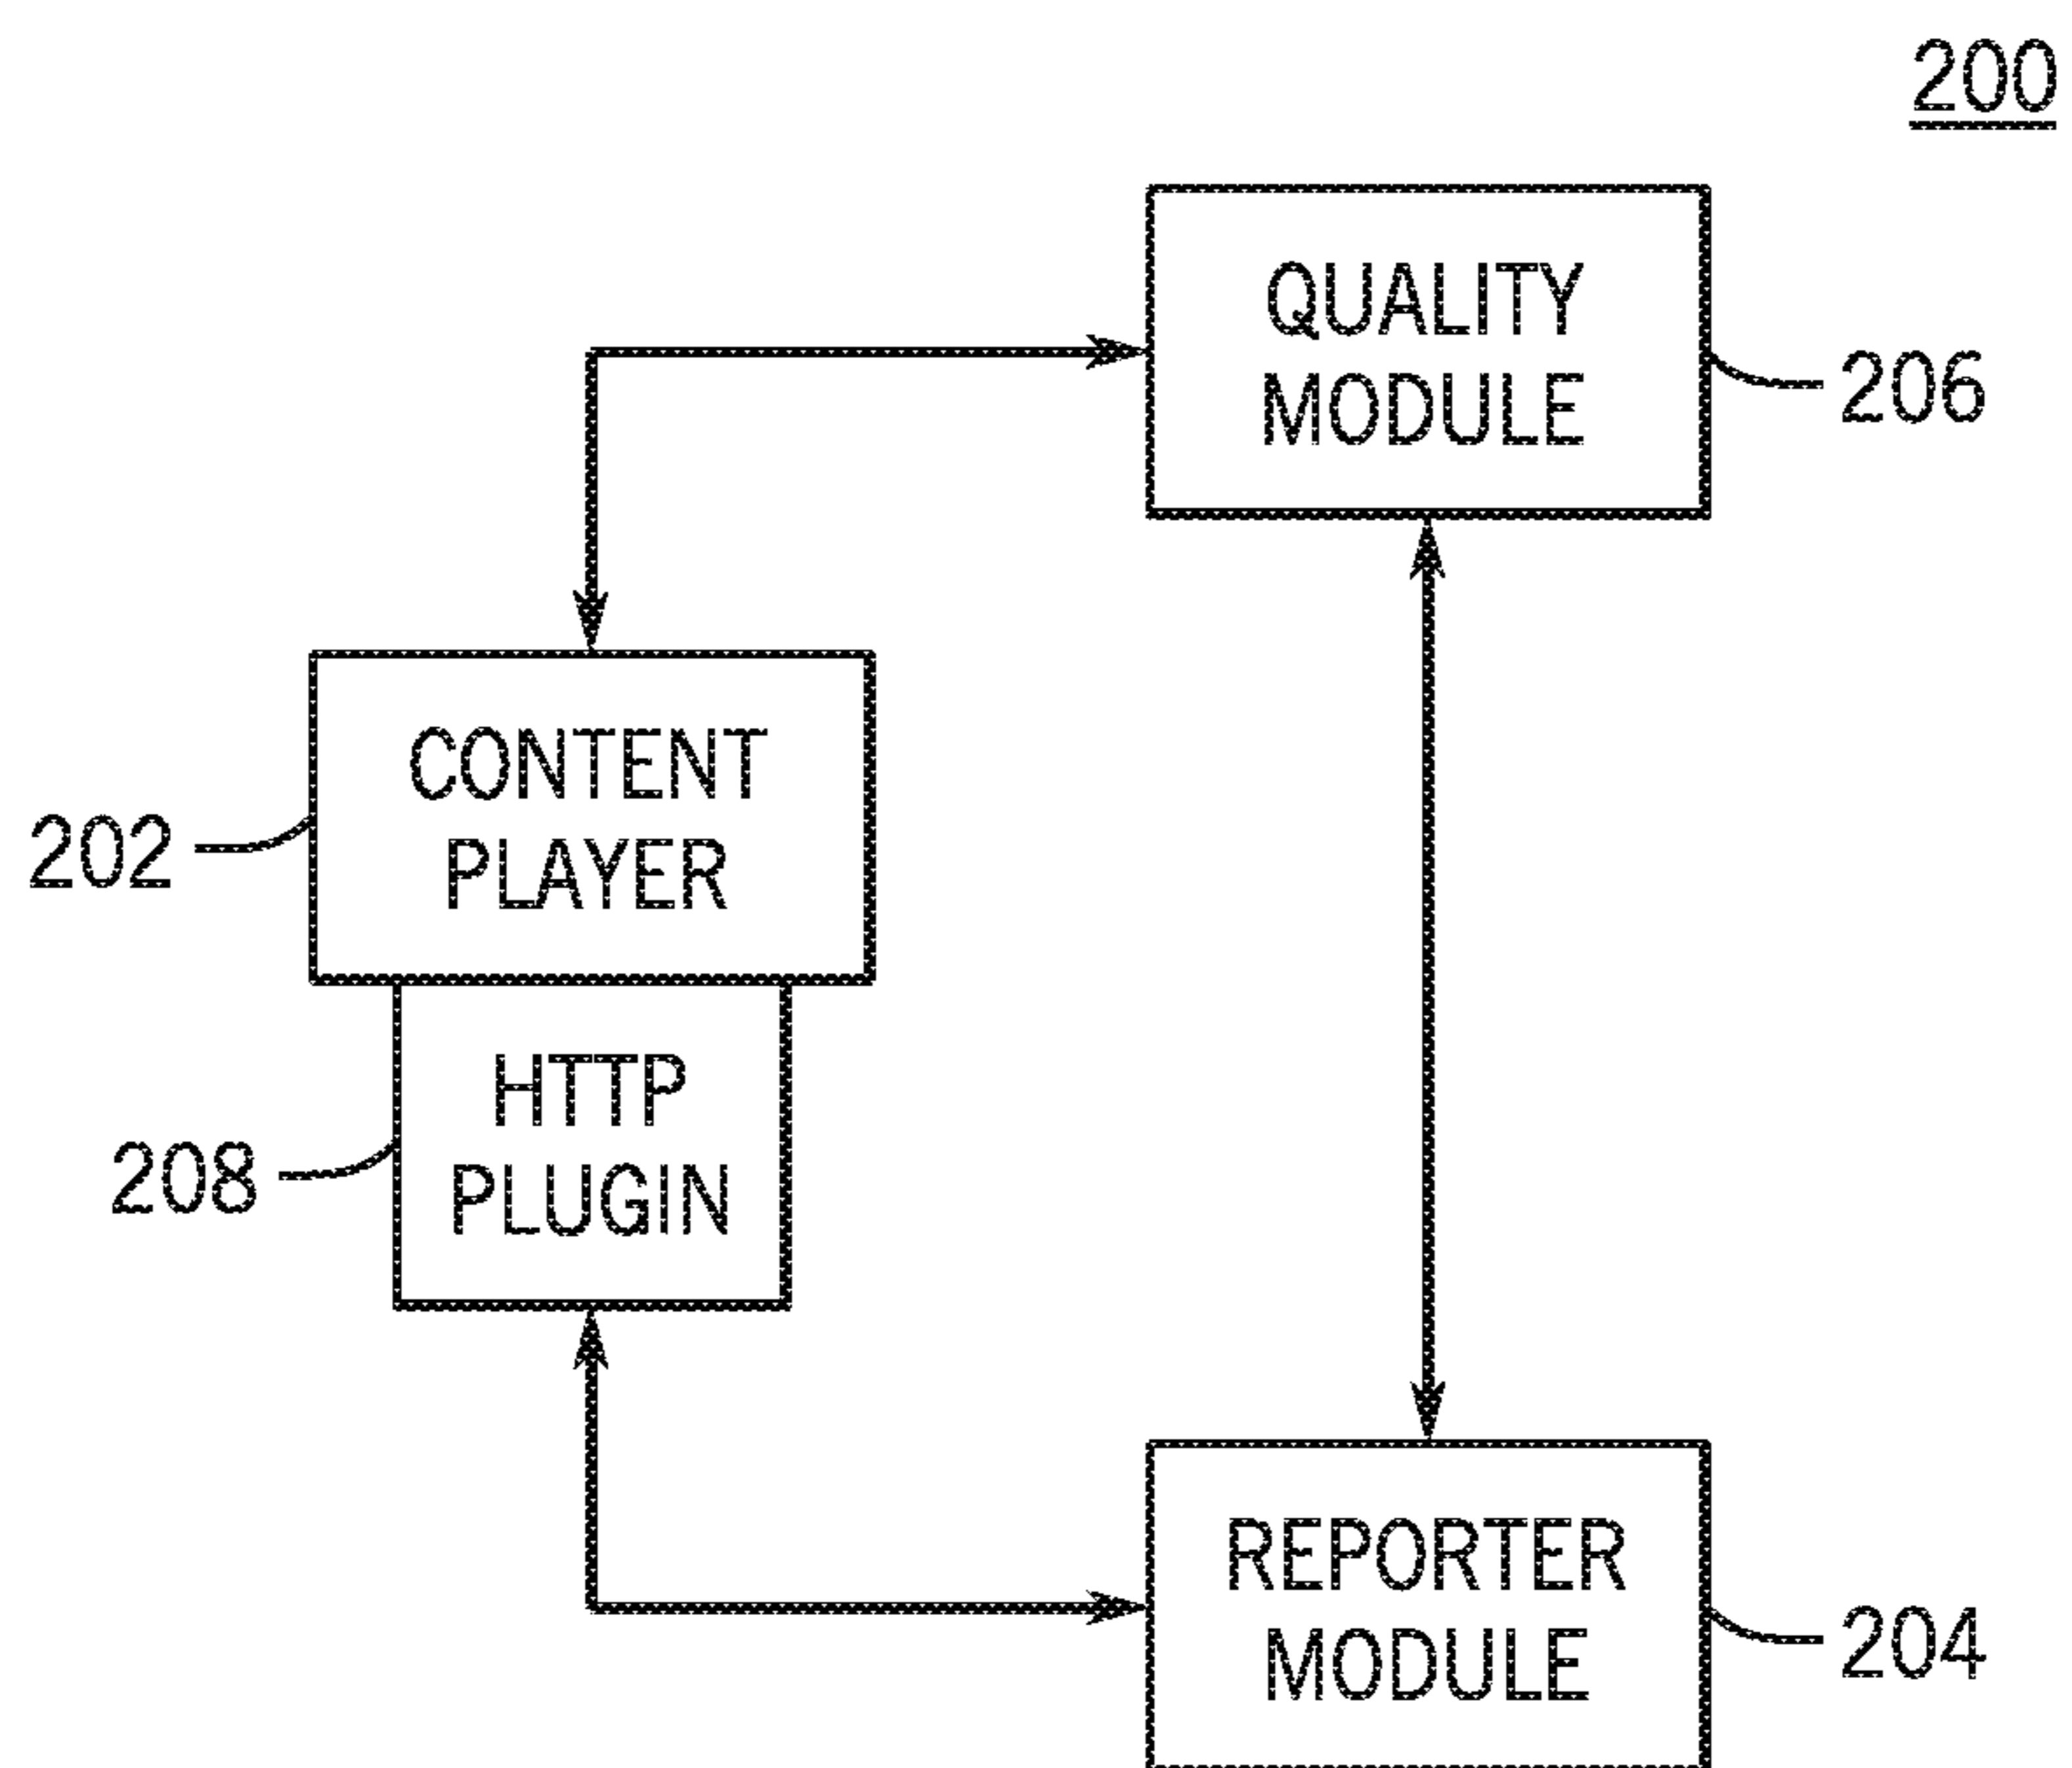 200
QUALITY
MODULE
206
CONTENT
PLAYER
202
HTTP
PLUGIN
208
REPORTER
MODULE
204